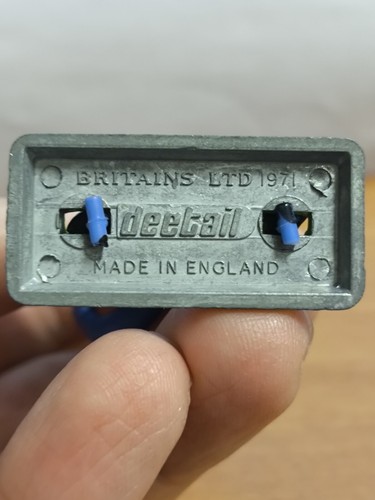 BRITAINS LTD 1971
deetail
MADE IN ENGLAND